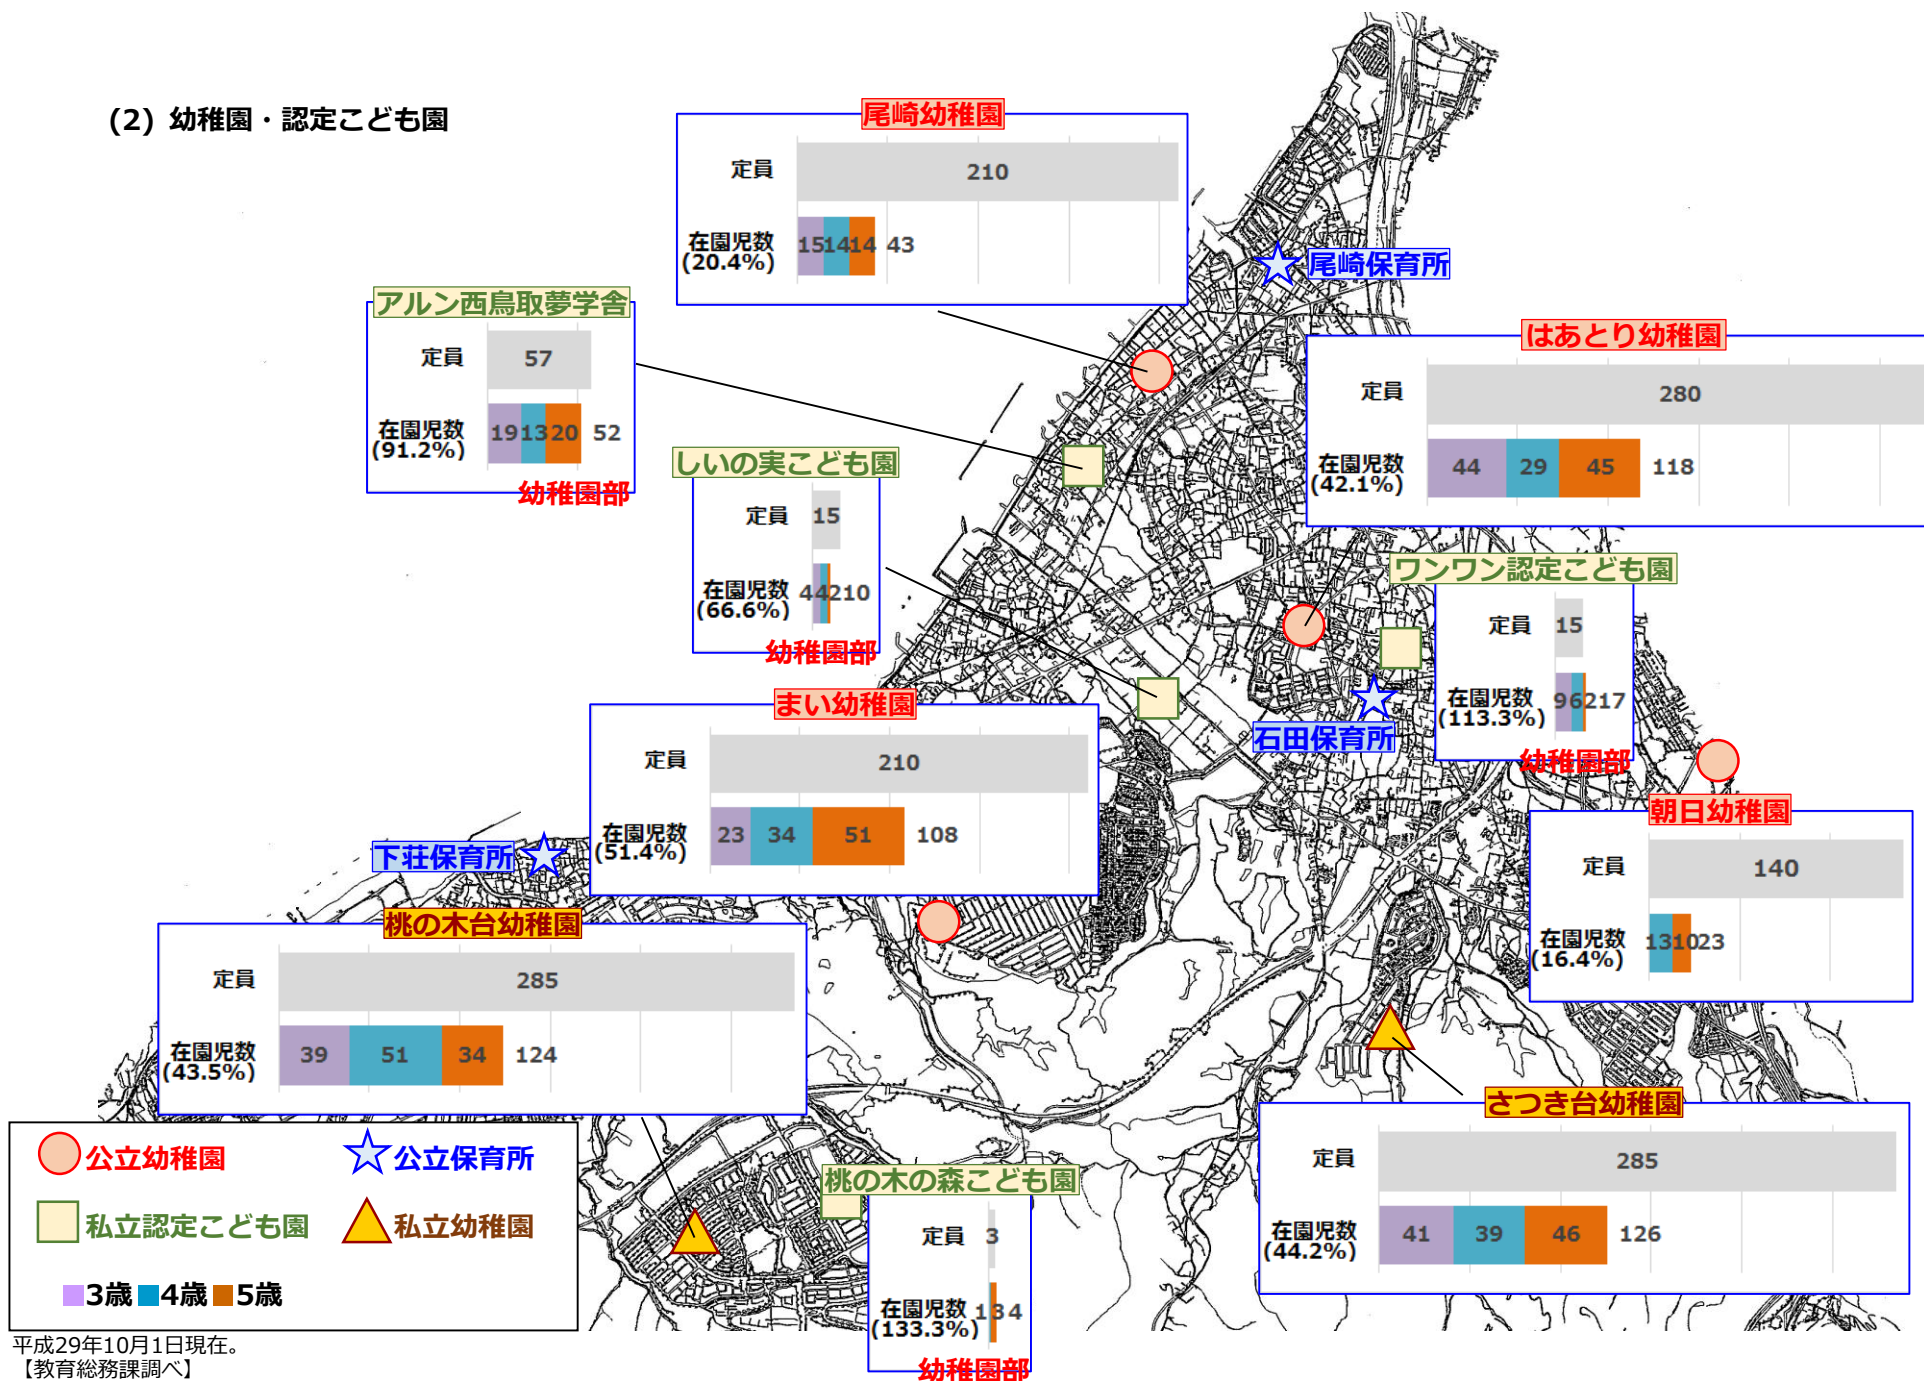 (2) 幼稚園・認定こども園
尾崎幼稚園
定員
210
在園児数
(20.4%)
15
14
14
43
尾崎保育所
アルン西鳥取夢学舎
定員
57
在園児数
(91.2%)
19
13
20
52
幼稚園部
はあとり幼稚園
定員
280
在園児数
(42.1%)
44
29
45
118
しいの実こども園
定員
15
在園児数
(66.6%)
4
4
2
10
幼稚園部
ワンワン認定こども園
定員
15
在園児数
(113.3%)
9
6
2
17
幼稚園部
まい幼稚園
定員
210
在園児数
(51.4%)
23
34
51
108
石田保育所
朝日幼稚園
定員
140
在園児数
(16.4%)
13
10
23
下荘保育所
桃の木台幼稚園
定員
285
在園児数
(43.5%)
39
51
34
124
さつき台幼稚園
定員
285
在園児数
(44.2%)
41
39
46
126
桃の木の森こども園
定員
3
在園児数
(133.3%)
1
3
4
幼稚園部
公立幼稚園
公立保育所
私立認定こども園
私立幼稚園
3歳
4歳
5歳
平成29年10月1日現在。
【教育総務課調べ】